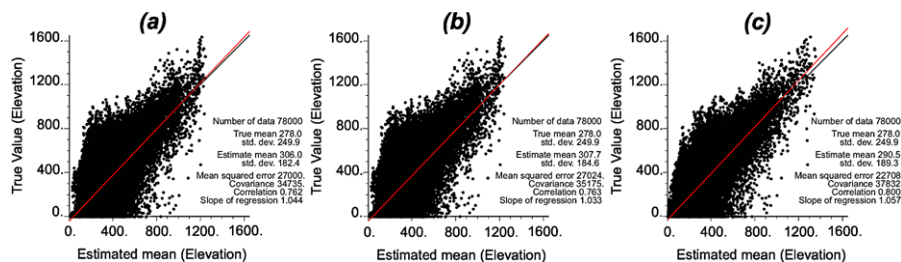 (a)
True Value (Elevation)
1600.
1200.
800.
400.
0.
0. 400. 800. 1200. 1600.
Estimated mean (Elevation)
Number of data 78000
True mean 278.0
std. dev. 249.9
Estimate mean 306.0
std. dev. 182.4
Mean squared error 27000.
Covariance 34735.
Correlation 0.762
Slope of regression 1.044
(b)
True Value (Elevation)
1600.
1200.
800.
400.
0.
0. 400. 800. 1200. 1600.
Estimated mean (Elevation)
Number of data 78000
True mean 278.0
std. dev. 249.9
Estimate mean 307.7
std. dev. 184.6
Mean squared error 27024.
Covariance 35175.
Correlation 0.763
Slope of regression 1.033
(c)
True Value (Elevation)
1600.
1200.
800.
400.
0.
0. 400. 800. 1200. 1600.
Estimated mean (Elevation)
Number of data 78000
True mean 278.0
std. dev. 249.9
Estimate mean 290.5
std. dev. 189.3
Mean squared error 22708
Covariance 37832
Correlation 0.800
Slope of regression 1.057